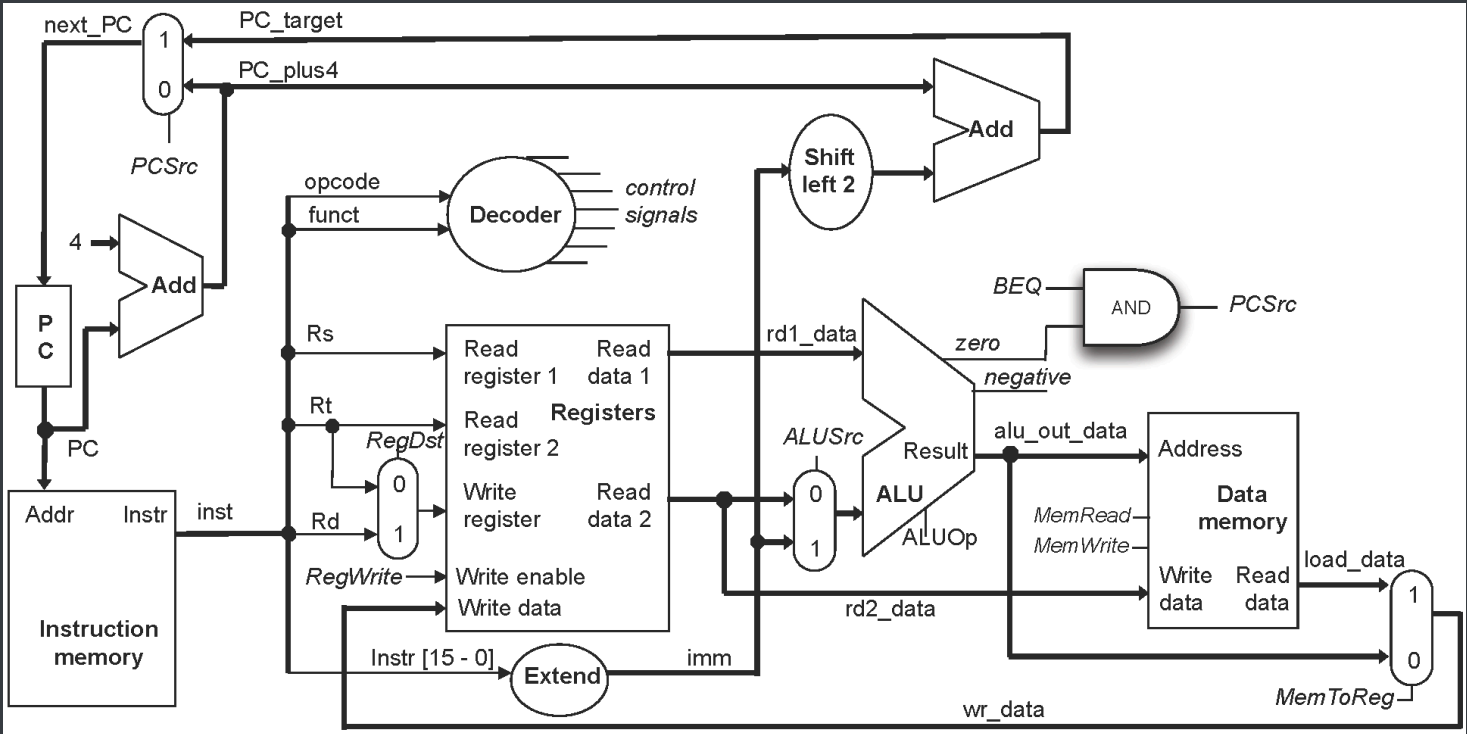 next_PC
1
0
PC_target
PC_plus4
PCSrc
4
Add
P
C
PC
Addr
Instr
inst
Instruction
memory
opcode
funct
Decoder
control
signals
Shift
left 2
Add
Rs
Rt
RegDst
0
1
Rd
RegWrite
Read
register 1
Read
data 1
Registers
Read
register 2
Write
register
Read
data 2
Write enable
Write data
Instr [15 - 0]
Extend
imm
rd1_data
ALUSrc
0
1
ALU
Result
ALUOp
zero
negative
BEQ
AND
PCSrc
alu_out_data
rd2_data
Address
Data
memory
MemRead
MemWrite
Write
data
Read
data
load_data
1
0
MemToReg
wr_data